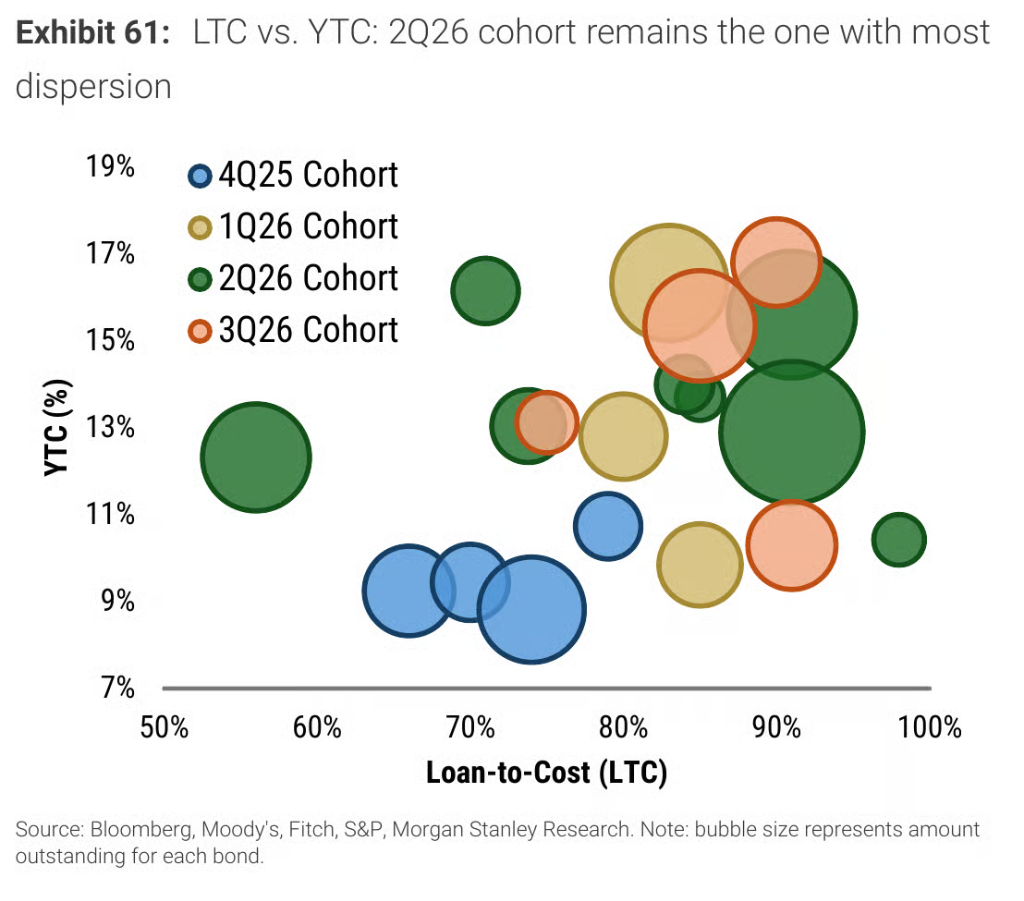 Exhibit 61: LTC vs. YTC: 2Q26 cohort remains the one with most
dispersion
19%
17%
15%
13%
11%
9%
7%
YTC (%)
4Q25 Cohort
1Q26 Cohort
2Q26 Cohort
3Q26 Cohort
50% 60% 70% 80% 90% 100%
Loan-to-Cost (LTC)
Source: Bloomberg, Moody's, Fitch, S&P, Morgan Stanley Research. Note: bubble size represents amount
outstanding for each bond.